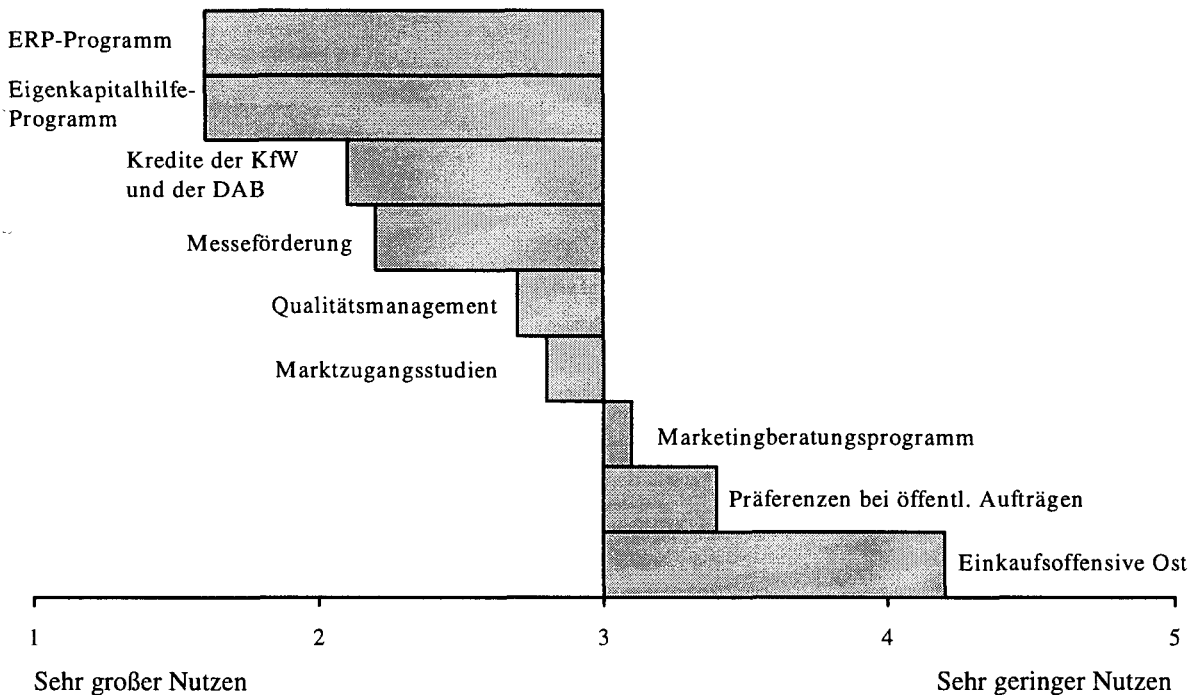 ERP-Programm
Eigenkapitalhilfe-
Programm
Kredite der KfW
und der DAB
Messeförderung
Qualitätsmanagement
Marktzugangsstudien
Marketingberatungsprogramm
Präferenzen bei öffentl. Aufträgen
Einkaufsoffensive Ost
1 2 3 4 5
Sehr großer Nutzen Sehr geringer Nutzen